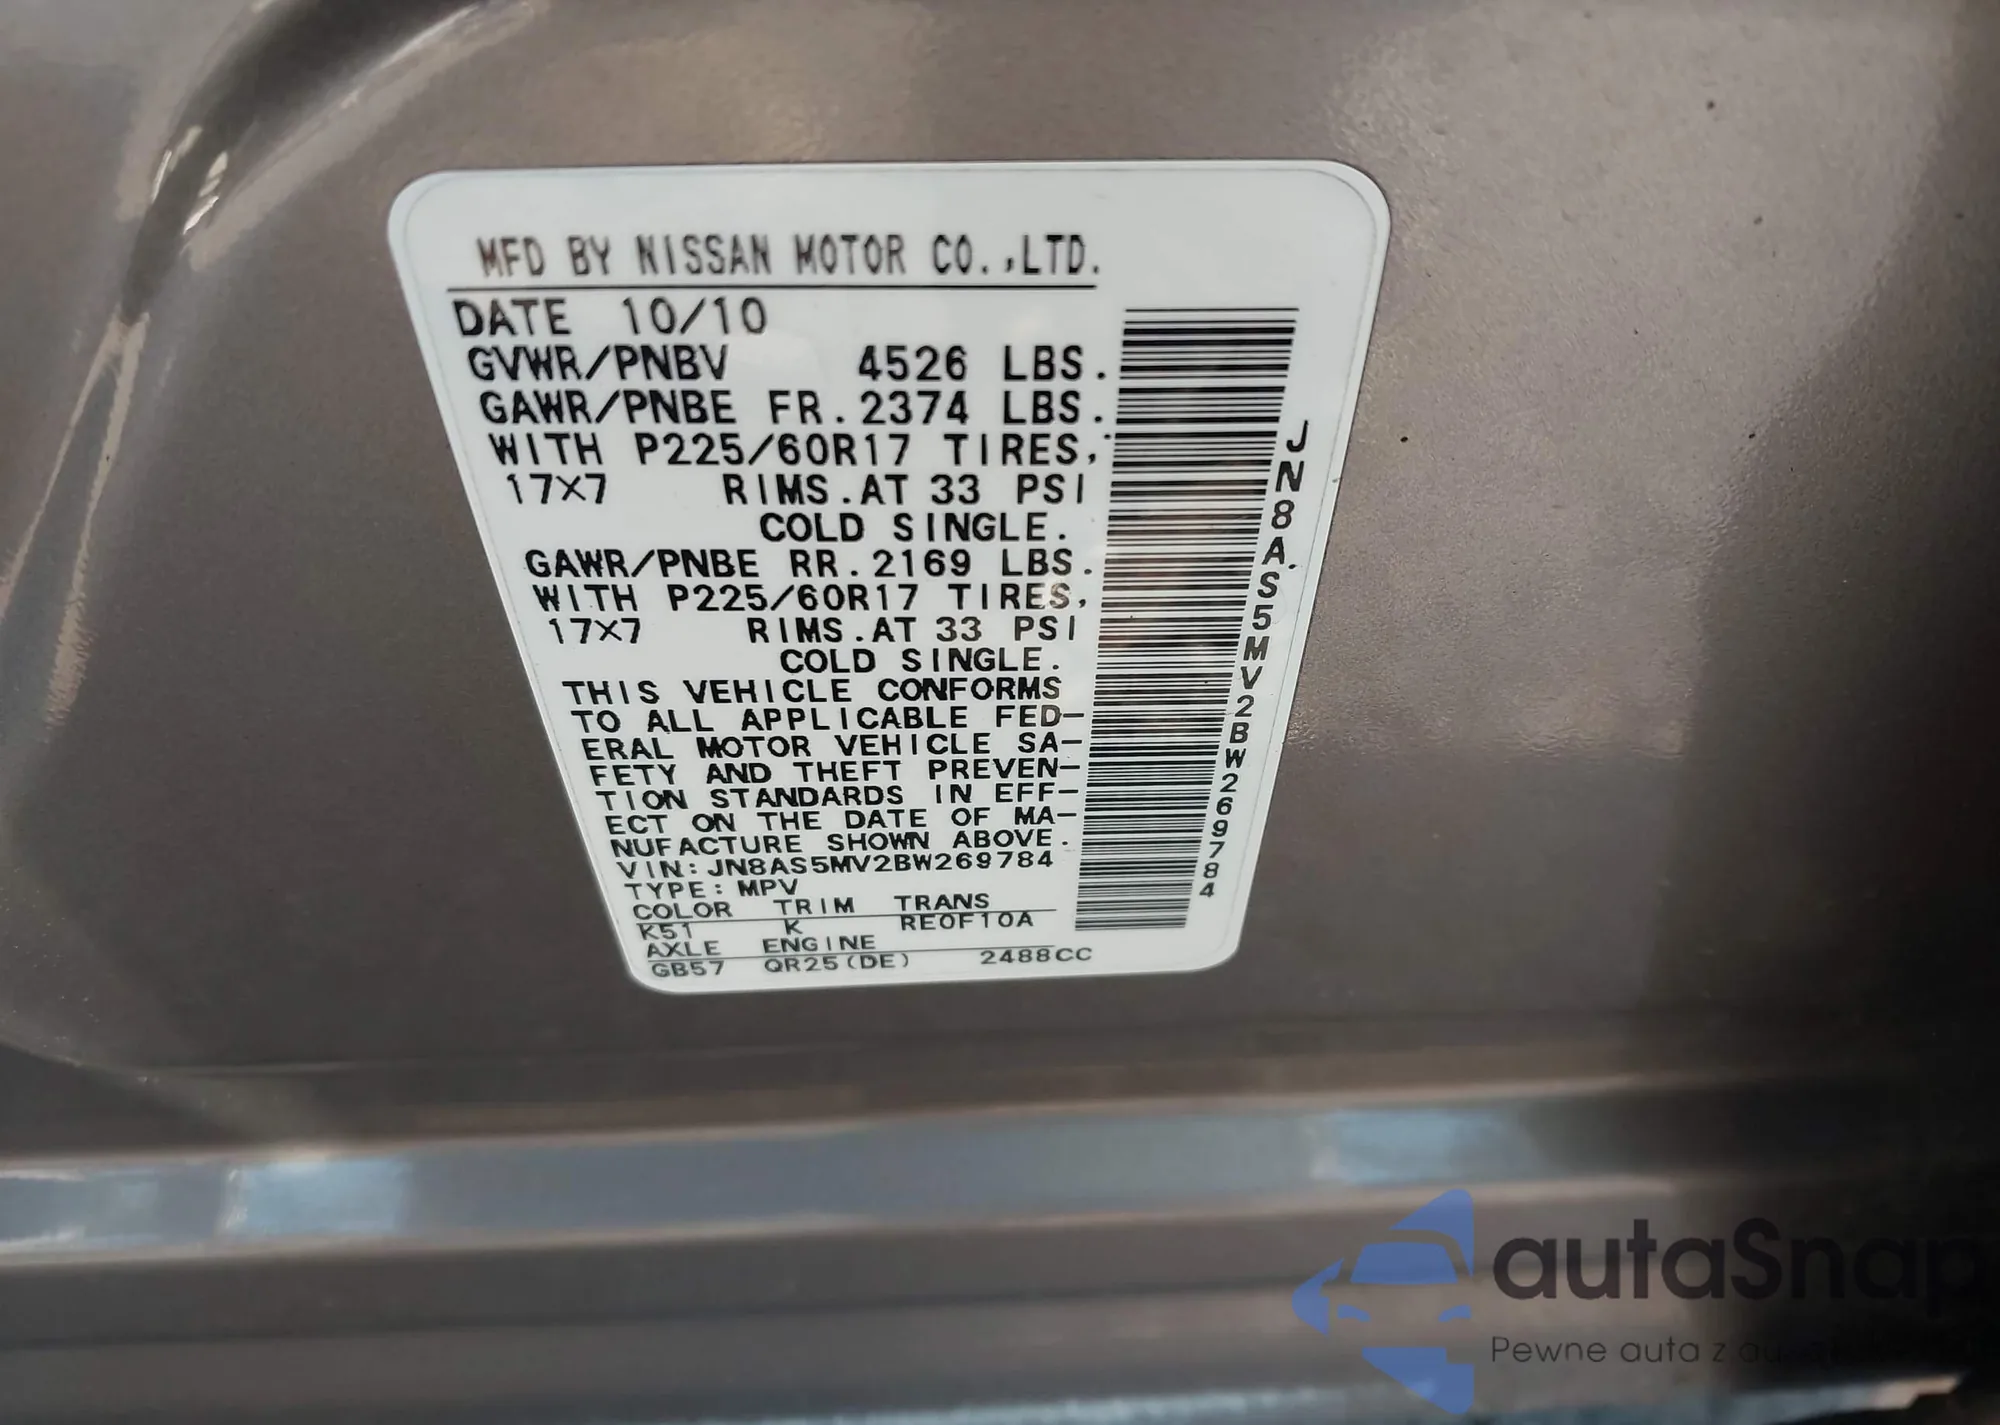 MFD BY NISSAN MOTOR CO.,LTD.
DATE 10/10
GVWR/PNBV 4526 LBS.
GAWR/PNBE FR.2374 LBS.
WITH P225/60R17 TIRES,
17X7 RIMS.AT 33 PSI
COLD SINGLE.
GAWR/PNBE RR.2169 LBS.
WITH P225/60R17 TIRES,
17X7 RIMS.AT 33 PSI
COLD SINGLE.
THIS VEHICLE CONFORMS
TO ALL APPLICABLE FED-
ERAL MOTOR VEHICLE SA-
FETY AND THEFT PREVEN-
TION STANDARDS IN EFF-
ECT ON THE DATE OF MA-
NUFACTURE SHOWN ABOVE.
VIN:JN8AS5MV2BW269784
TYPE:MPV
COLOR TRIM TRANS
K51 K RE0F10A
AXLE ENGINE
GB57 QR25(DE) 2488CC
JN8AS5MV2BW269784
autaSnap
Pewne auta z